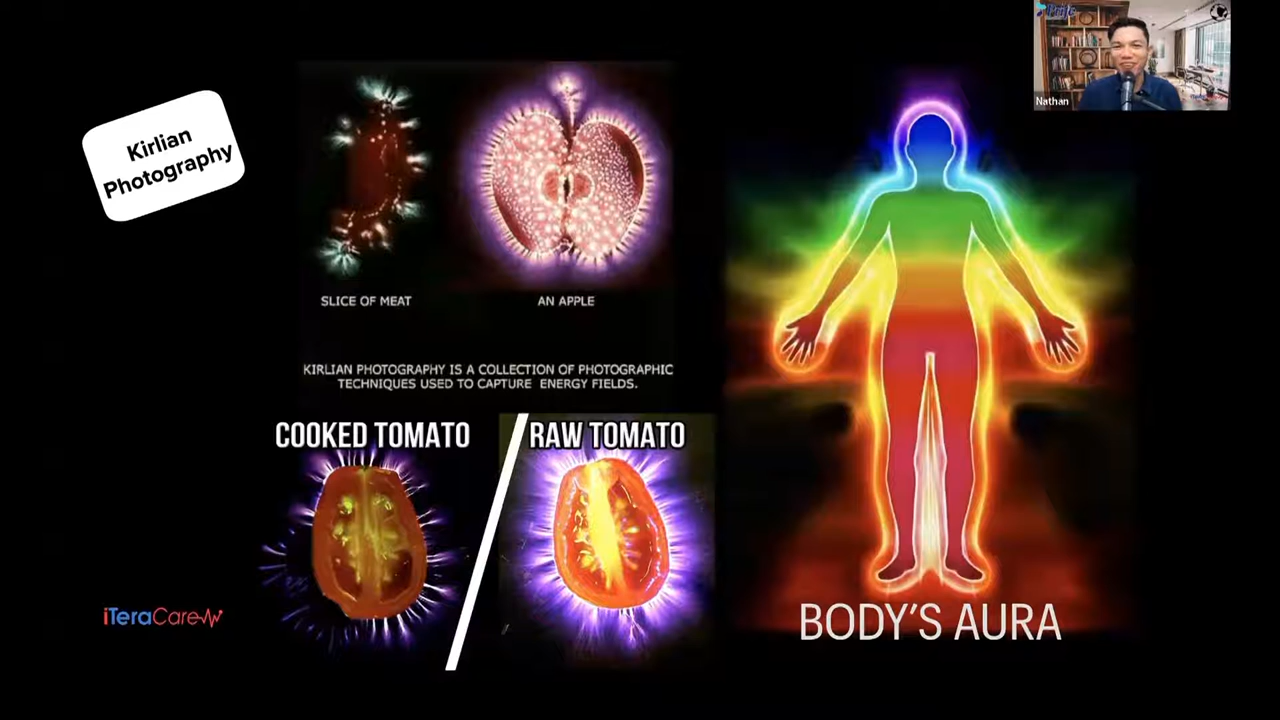 Kirlian
Photography
SLICE OF MEAT
AN APPLE
KIRLIAN PHOTOGRAPHY IS A COLLECTION OF PHOTOGRAPHIC
TECHNIQUES USED TO CAPTURE ENERGY FIELDS.
COOKED TOMATO
RAW TOMATO
BODY'S AURA
iTeraCare
Nathan